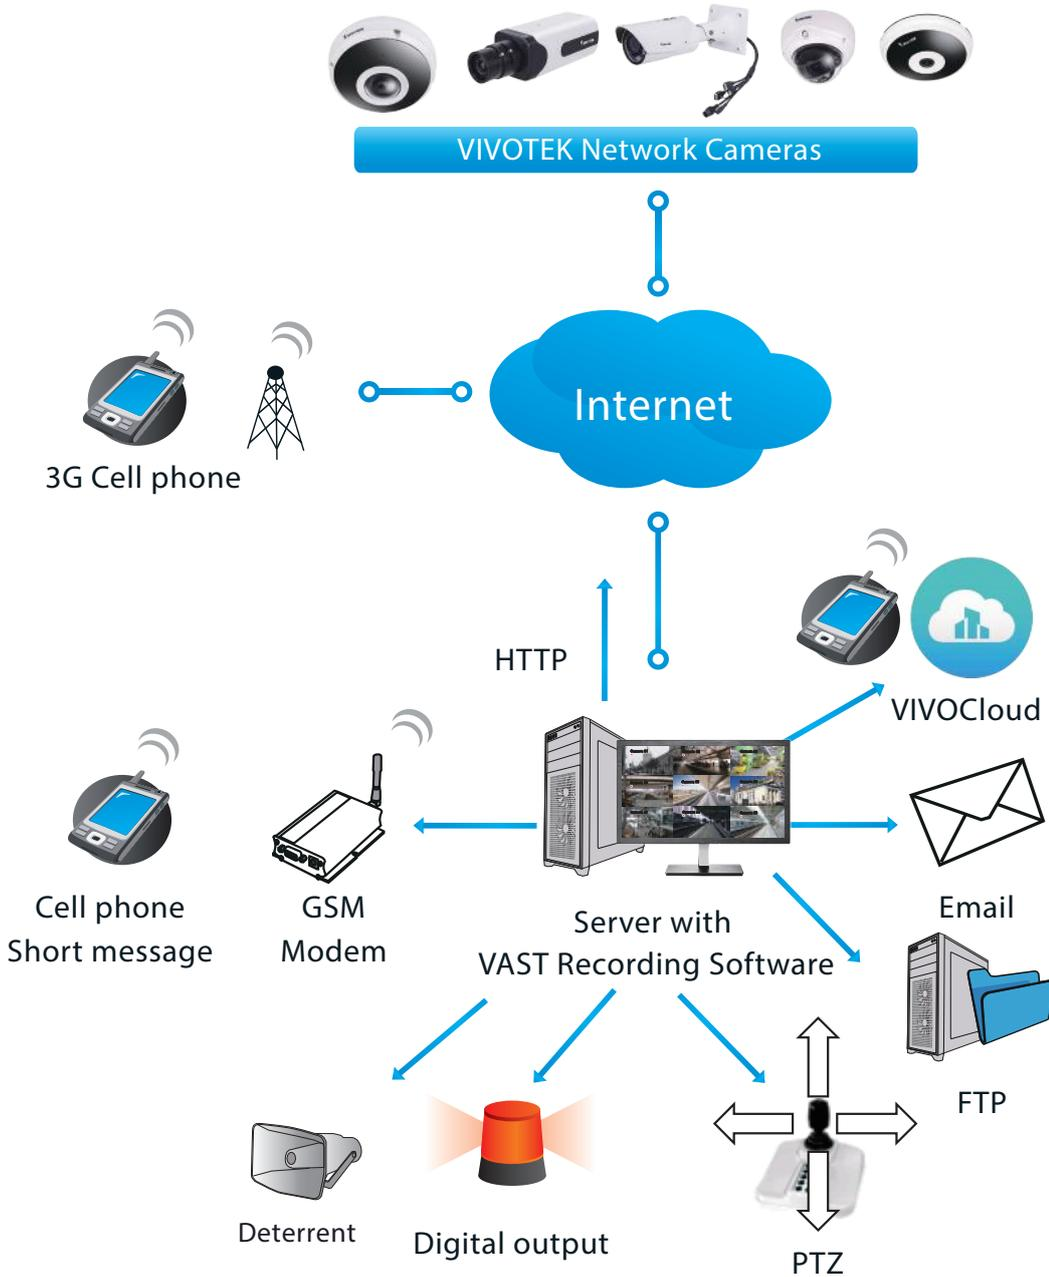 VIVOTEK Network Cameras
Internet
3G Cell phone
HTTP
VIVOCloud
Cell phone
Short message
GSM
Modem
Server with
VAST Recording Software
Email
FTP
Deterrent
Digital output
PTZ